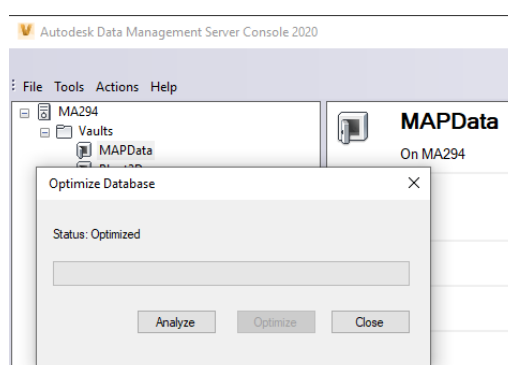 Autodesk Data Management Server Console 2020
File Tools Actions Help
MA294
Vaults
MAPData
MAPData
On MA294
Optimize Database
Status: Optimized
Analyze Optimize Close